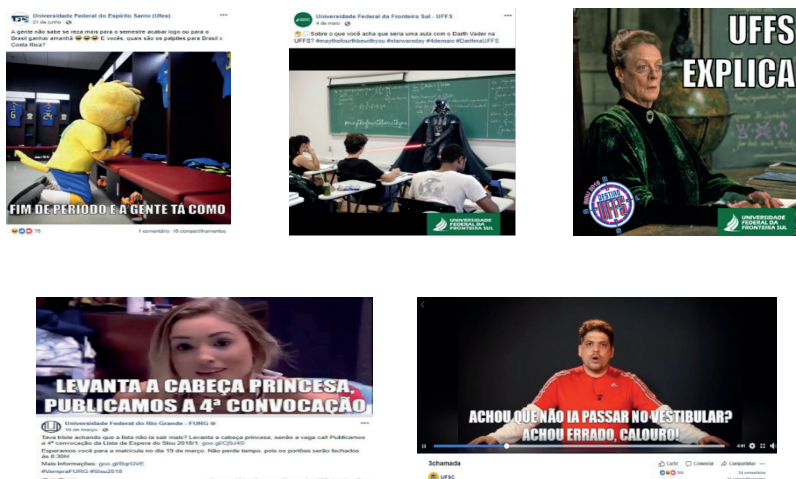 Universidade Federal do Espírito Santo (Ufes)
27 de junho
A gente não sabe se reza mais para o semestre acabar logo ou para o
Brasil ganhar amanhã E vocês, quais são os palpites para Brasil x
Costa Rica?
6
24
FIM DE PERÍODO E A GENTE TÁ COMO
76
1 comentário 16 compartilhamentos
Universidade Federal da Fronteira Sul - UFFS
4 de maio
Sobre o que você acha que seria uma aula com o Darth Vader na
UFFS? #maythefourthbewithyou #starwarsday #4demaio #DarthnaUFFS
#maythefourthbewithyou
UNIVERSIDADE
FEDERAL DA
FRONTEIRA SUL
UFFS
EXPLICA
UFFS
UNIVERSIDADE
FEDERAL DA
FRONTEIRA SUL
LEVANTA A CABEÇA PRINCESA,
PUBLICAMOS A 4ª CONVOCAÇÃO
Universidade Federal do Rio Grande - FURG
16 de março
Tava triste achando que a lista não ia sair mais? Levanta a cabeça princesa, senão a vaga cai! Publicamos
a 4ª convocação da Lista de Espera do Sisu 2018/1:
Esperamos você para a matrícula no dia 19 de março. Não perde tempo, pois os portões serão fechados
às 8:30h!
Mais informações:
#VempraFURG #Sisu2018
ACHOU QUE NÃO IA PASSAR NO VESTIBULAR?
ACHOU ERRADO, CALOURO!
-0:01
3chamada
Curtir Comentar Compartilhar
UFSC